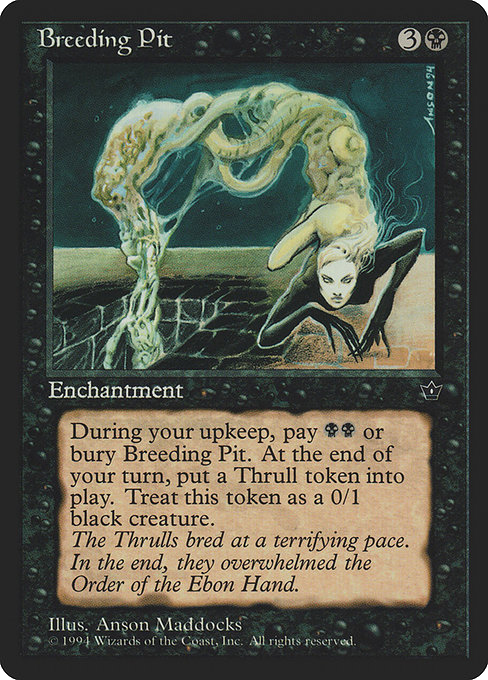 Breeding Pit 3
ANSON94
Enchantment
During your upkeep, pay or
bury Breeding Pit. At the end of
your turn, put a Thrull token into
play. Treat this token as a 0/1
black creature.
The Thrulls bred at a terrifying pace.
In the end, they overwhelmed the
Order of the Ebon Hand.
Illus. Anson Maddocks
© 1994 Wizards of the Coast, Inc. All rights reserved.